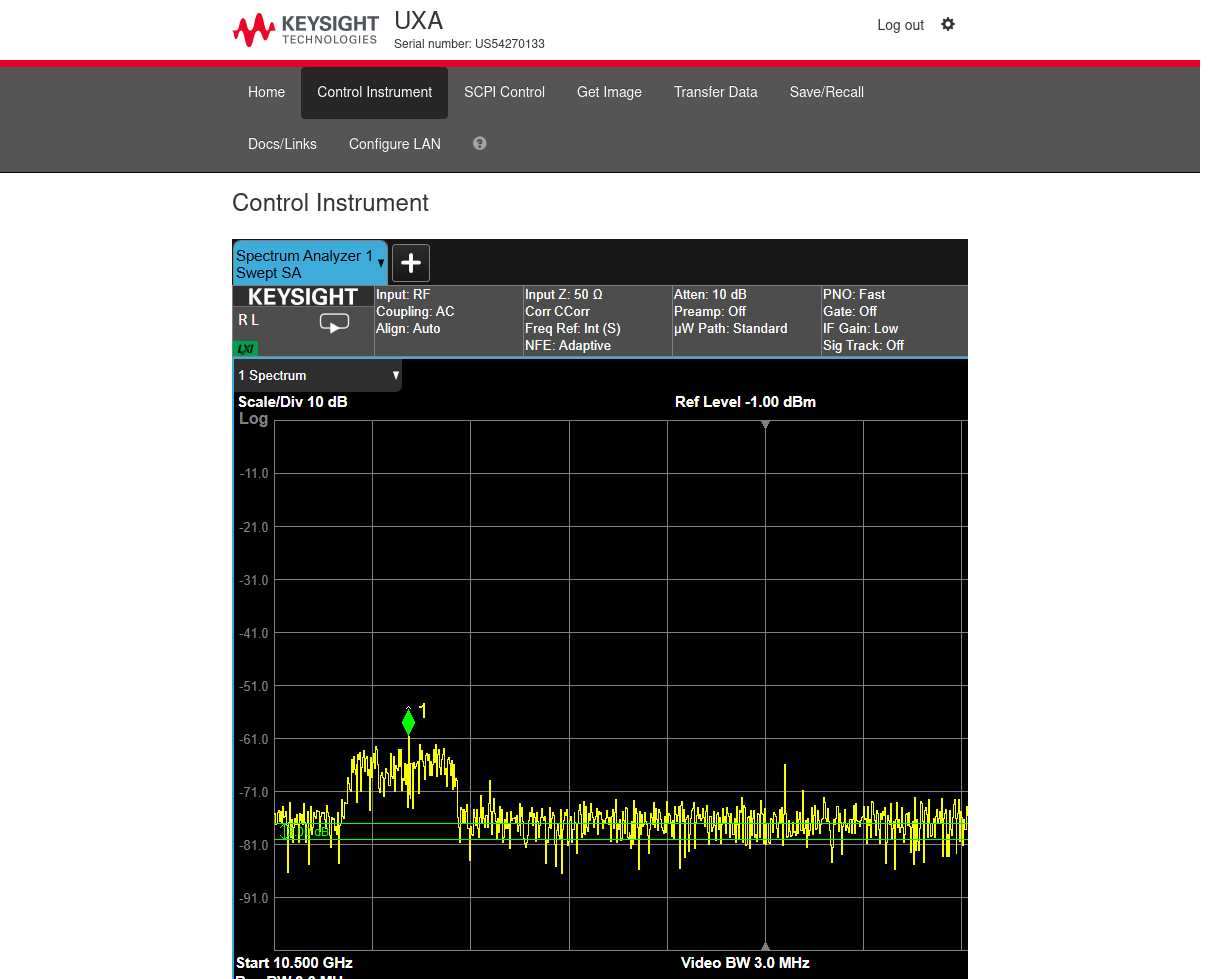 KEYSIGHT
TECHNOLOGIES
UXA
Serial number: US54270133
Log out
Home
Control Instrument
SCPI Control
Get Image
Transfer Data
Save/Recall
Docs/Links
Configure LAN
?
Control Instrument
Spectrum Analyzer 1
Swept SA
KEYSIGHT
R L
LXI
Input: RF
Coupling: AC
Align: Auto
Input Z: 50 Ω
Corr CCorr
Freq Ref: Int (S)
NFE: Adaptive
Atten: 10 dB
Preamp: Off
µW Path: Standard
PNO: Fast
Gate: Off
IF Gain: Low
Sig Track: Off
1 Spectrum
Scale/Div 10 dB
Ref Level -1.00 dBm
Log
-11.0
-21.0
-31.0
-41.0
-51.0
1
-61.0
-71.0
-81.0
-91.0
Start 10.500 GHz
Video BW 3.0 MHz